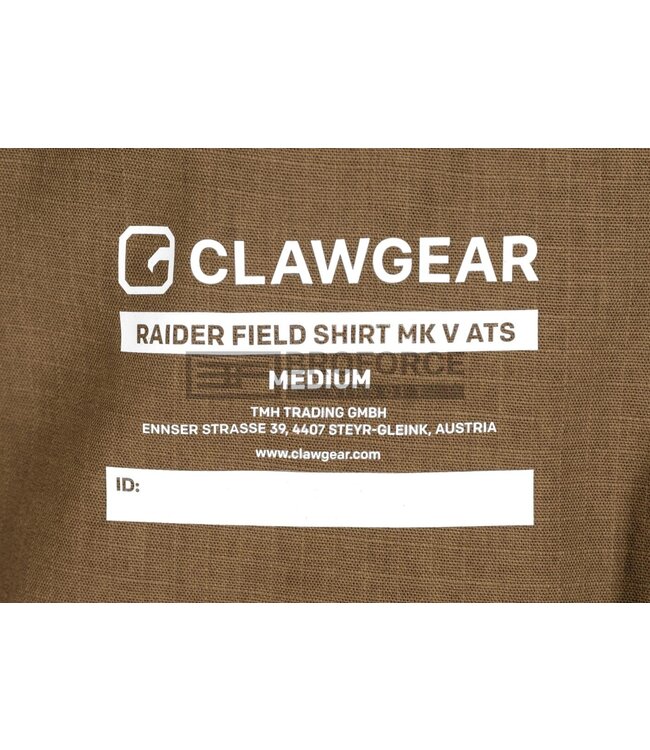 CLAWGEAR
RAIDER FIELD SHIRT MK V ATS
PROFORCE
MEDIUM
TMH TRADING GMBH
ENNSER STRASSE 39, 4407 STEYR-GLEINK, AUSTRIA
www.clawgear.com
ID: